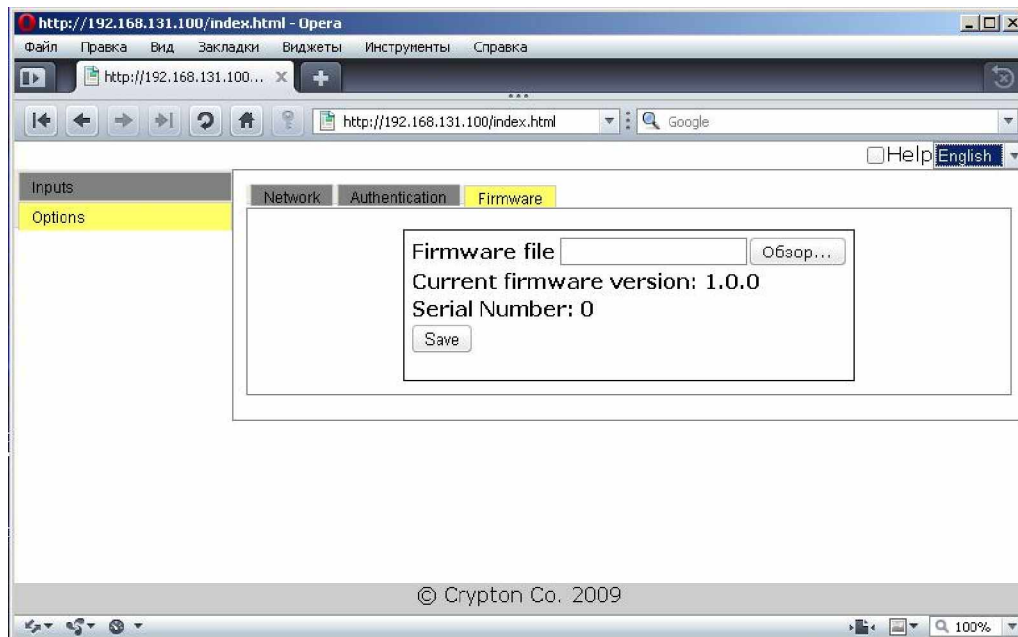 http://192.168.131.100/index.html - Opera
Файл Правка Вид Закладки Виджеты Инструменты Справка
http://192.168.131.100...
http://192.168.131.100/index.html Google
Help English
Inputs
Options
Network Authentication Firmware
Firmware file Обзор...
Current firmware version: 1.0.0
Serial Number: 0
Save
© Crypton Co. 2009
100%